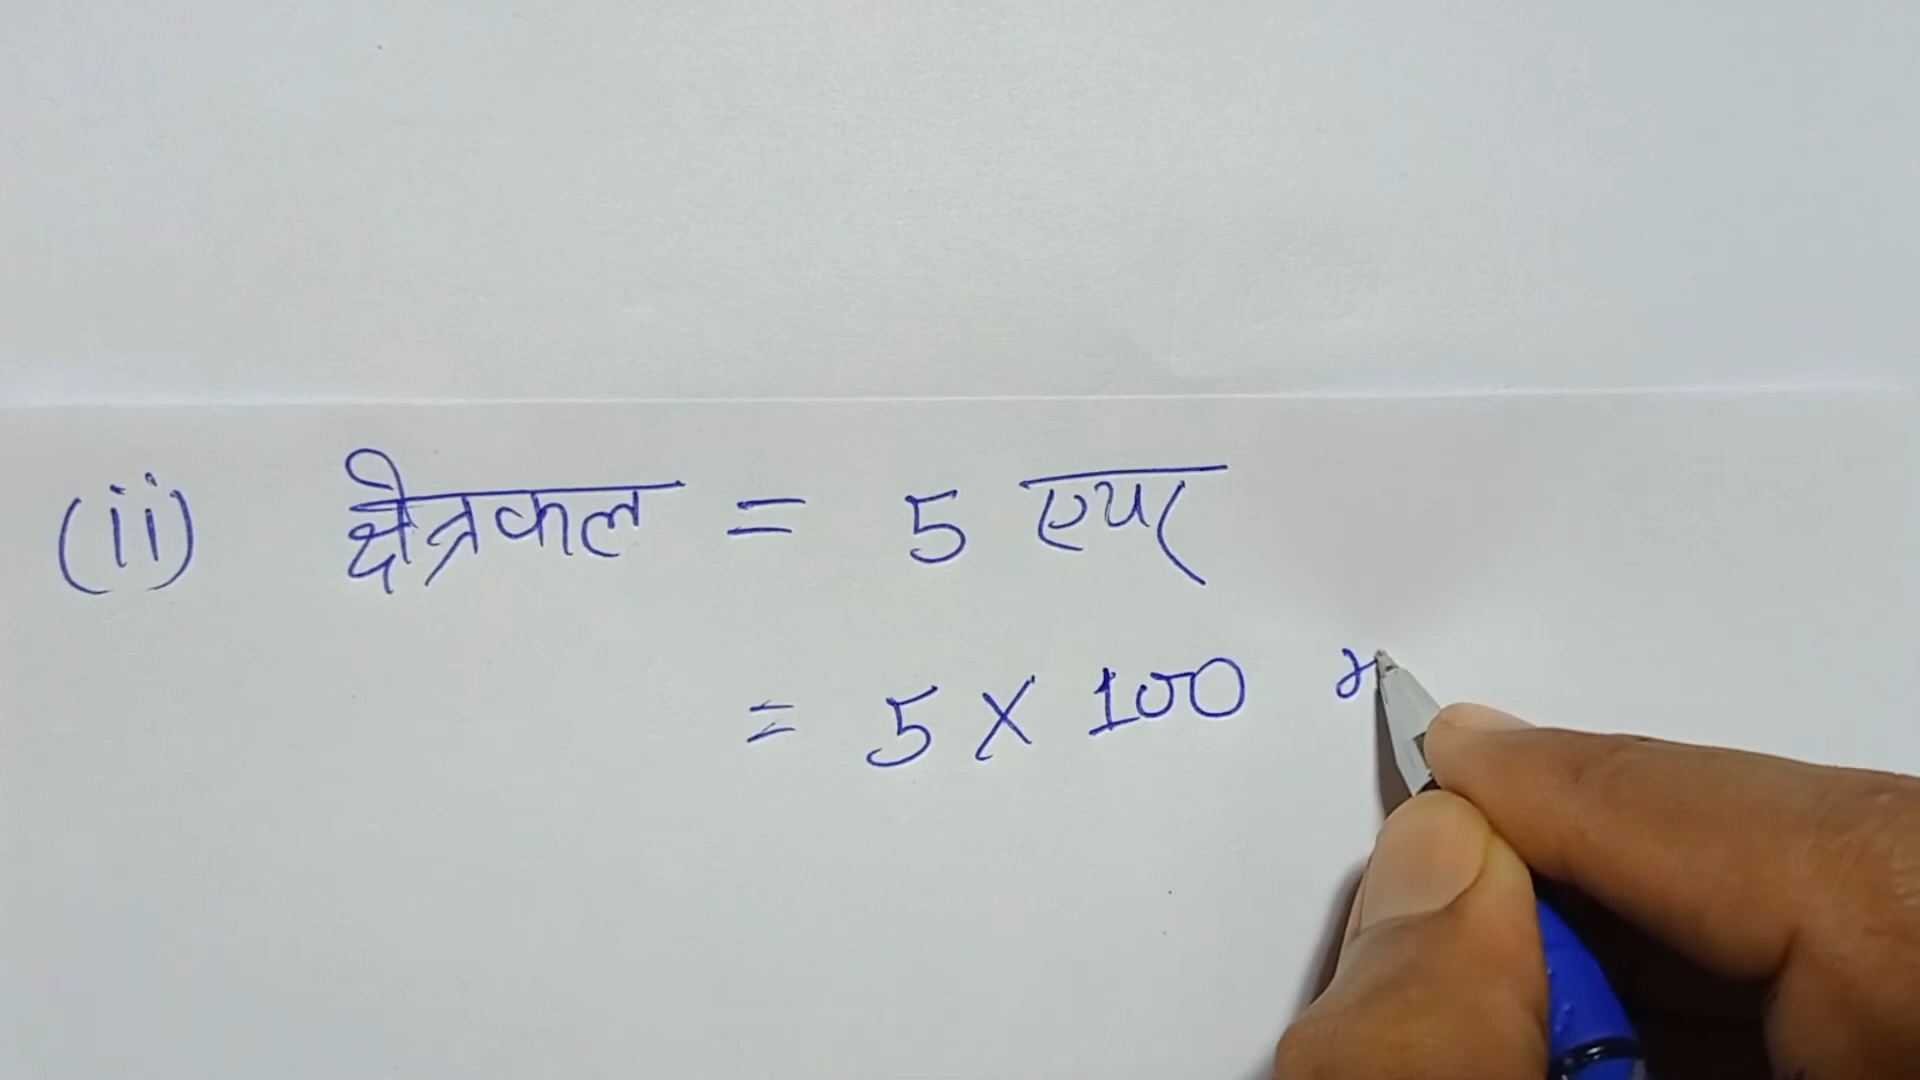 (ii) क्षेत्रफल = 5 एयर
= 5 × 100